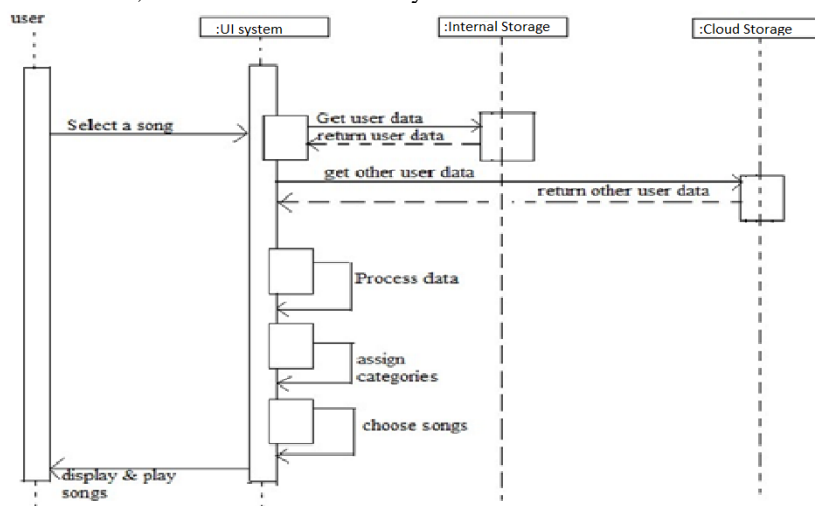 user
:UI system
:Internal Storage
:Cloud Storage
Select a song
Get user data
return user data
get other user data
return other user data
Process data
assign
categories
choose songs
display & play
songs